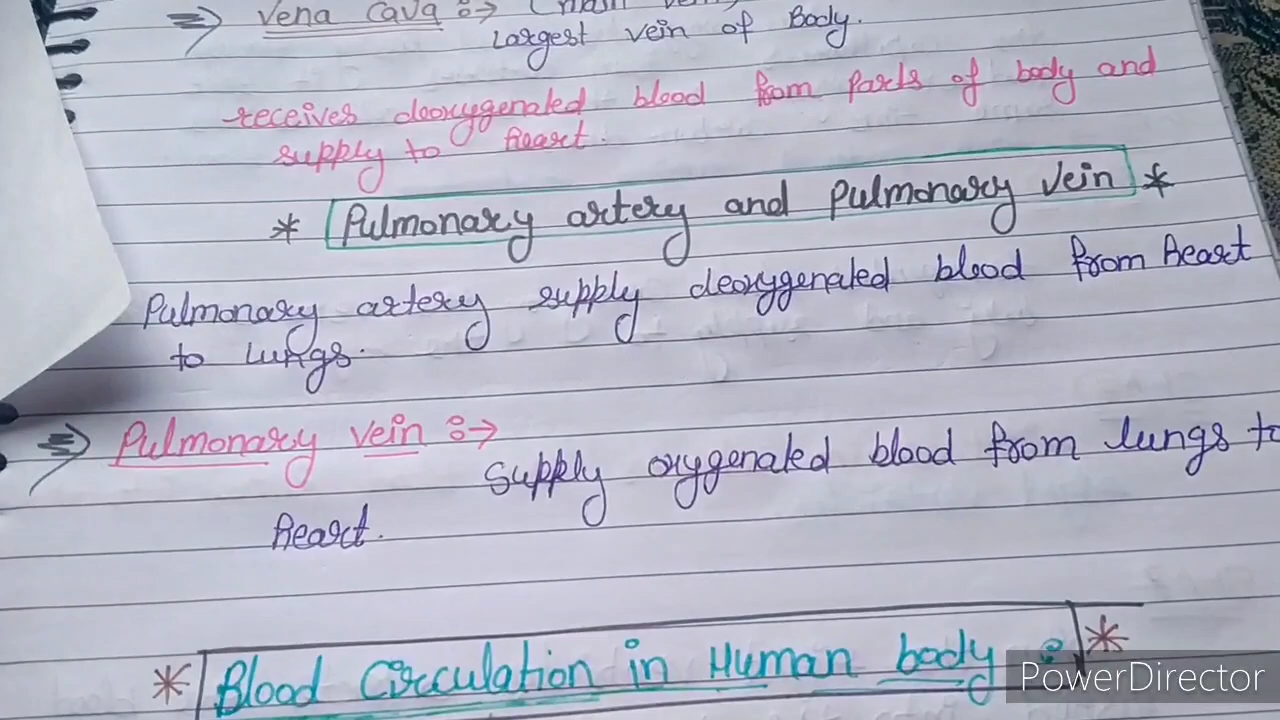 ⇒ Vena Cava :→ (main vein)
Largest vein of Body.
receives deoxygenated blood from parts of body and
supply to heart.
* Pulmonary artery and Pulmonary vein *
Pulmonary artery supply deoxygenated blood from heart
to lungs.
⇒ Pulmonary vein :→
supply oxygenated blood from lungs to
heart.
* Blood Circulation in Human body : *
PowerDirector